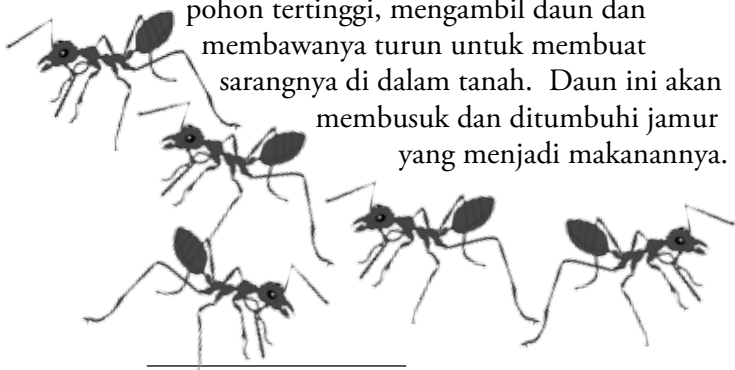 pohon tertinggi, mengambil daun dan
membawanya turun untuk membuat
sarangnya di dalam tanah. Daun ini akan
membusuk dan ditumbuhi jamur
yang menjadi makanannya.